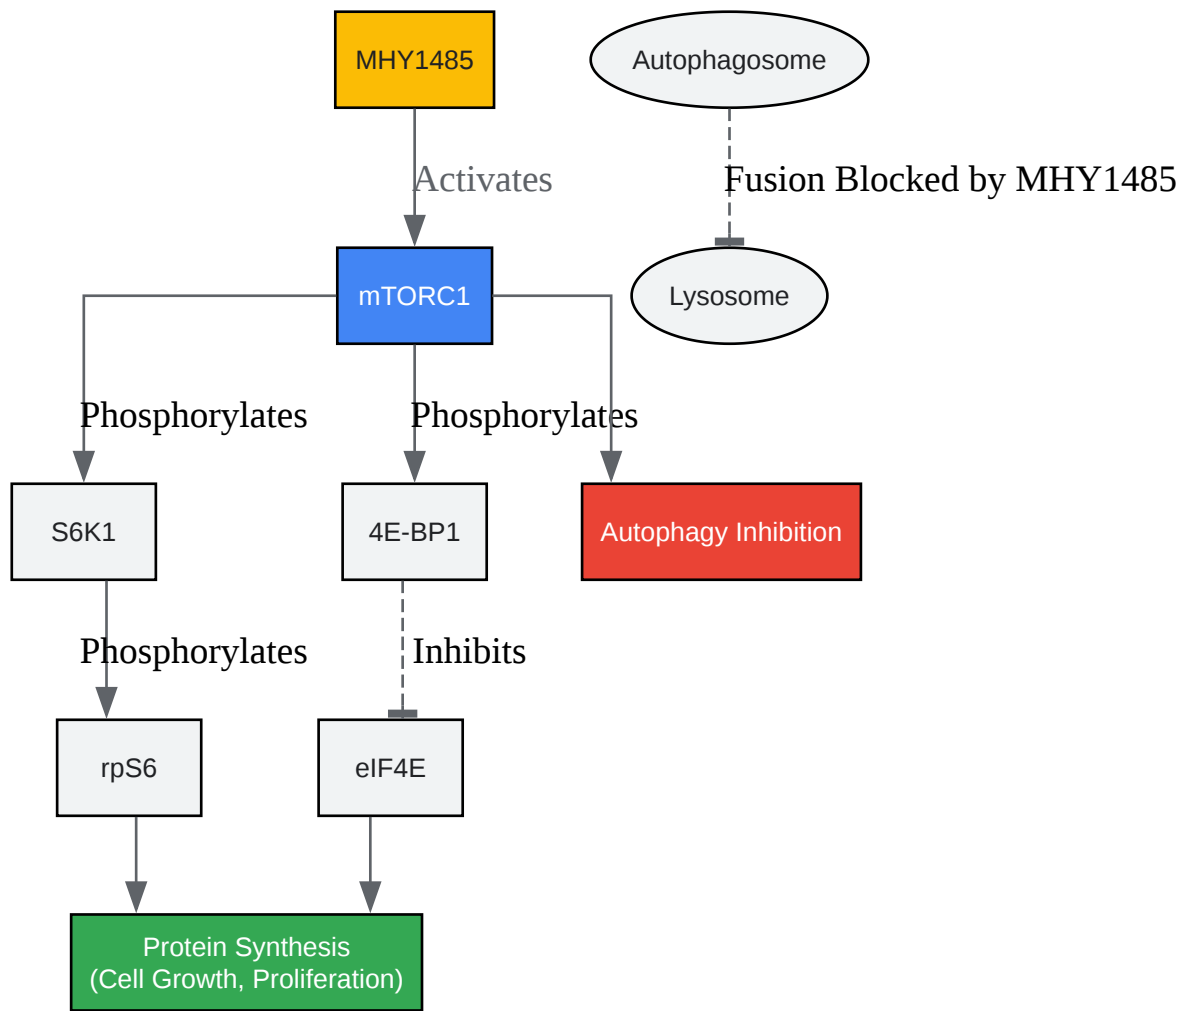 MHY1485
Autophagosome
Activates
Fusion Blocked by MHY1485
mTORC1
Lysosome
Phosphorylates
Phosphorylates
S6K1
4E-BP1
Autophagy Inhibition
Phosphorylates
Inhibits
rpS6
eIF4E
Protein Synthesis
(Cell Growth, Proliferation)